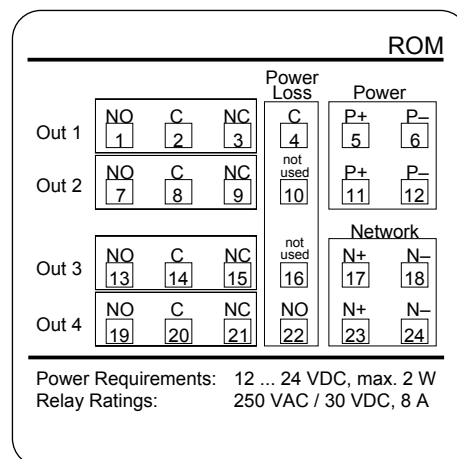 ROM
Power
Loss Power
NO C NC C P+ P–
Out 1 1 2 3 4 5 6
not
used
NO C NC P+ P–
Out 2 7 8 9 10 11 12
Network
not
used
NO C NC N+ N–
Out 3 13 14 15 16 17 18
NO C NC NO N+ N–
Out 4 19 20 21 22 23 24
Power Requirements: 12 ... 24 VDC, max. 2 W
Relay Ratings: 250 VAC / 30 VDC, 8 A